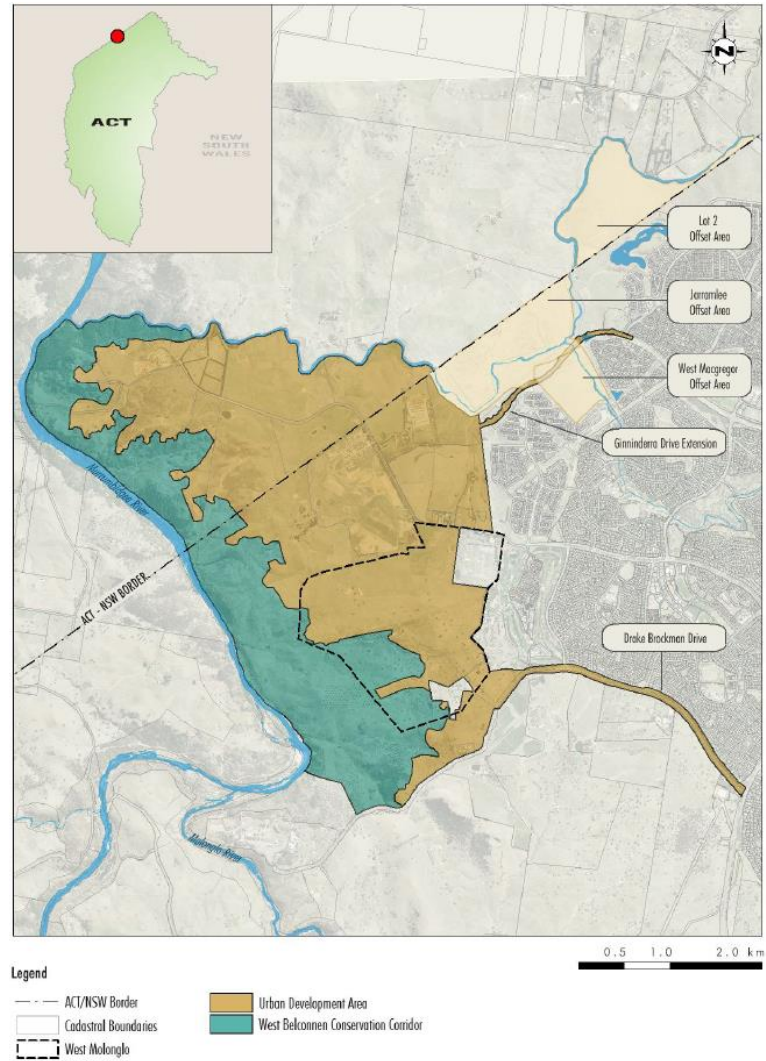 ACT
NEW
SOUTH
WALES
N
Lot 2
Offset Area
Jarramlee
Offset Area
West Macgregor
Offset Area
Ginninderra Drive Extension
Murrumbidgee River
ACT - NSW BORDER
Drake Brockman Drive
Molonglo River
0.5 1.0 2.0 km
Legend
ACT/NSW Border
Cadastral Boundaries
West Molonglo
Urban Development Area
West Belconnen Conservation Corridor